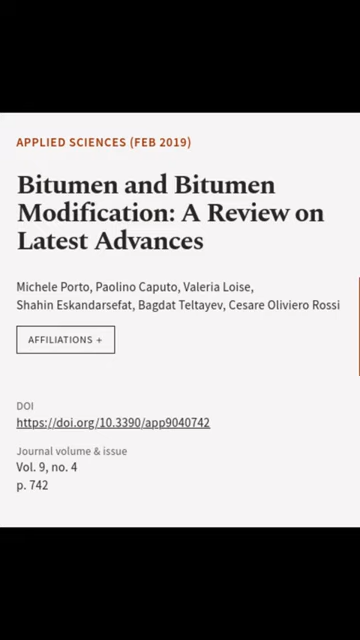 APPLIED SCIENCES (FEB 2019)
Bitumen and Bitumen
Modification: A Review on
Latest Advances
Michele Porto, Paolino Caputo, Valeria Loise,
Shahin Eskandarsefat, Bagdat Teltayev, Cesare Oliviero Rossi
AFFILIATIONS +
DOI
https://doi.org/10.3390/app9040742
Journal volume & issue
Vol. 9, no. 4
p. 742